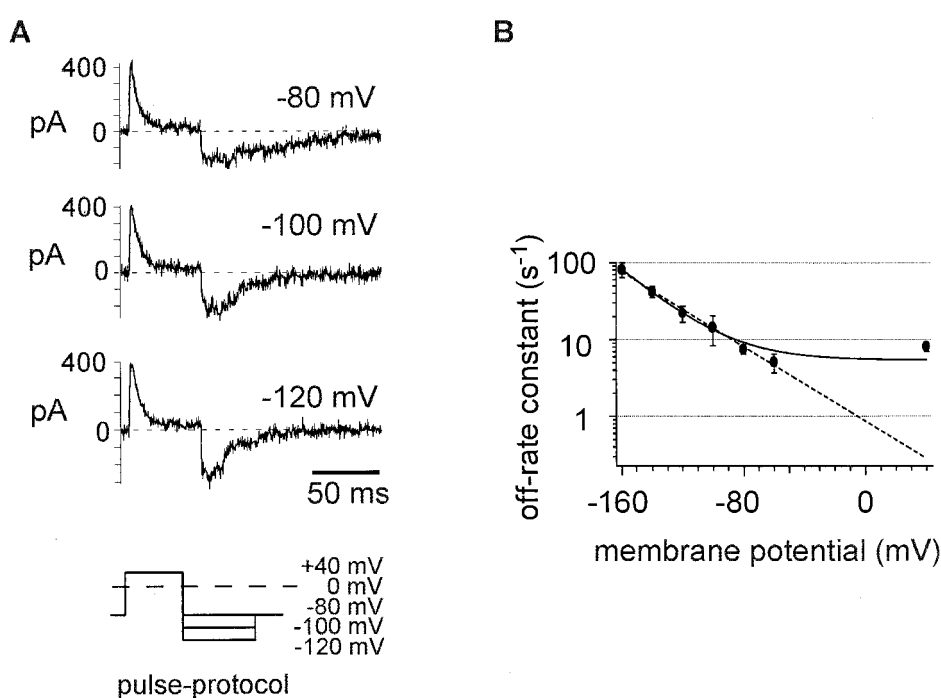 A
400
pA
0
-80 mV
400
pA
0
-100 mV
400
pA
0
-120 mV
50 ms
+40 mV
0 mV
-80 mV
-100 mV
-120 mV
pulse-protocol
B
off-rate constant (s-1)
100
10
1
-160
-80
0
membrane potential (mV)